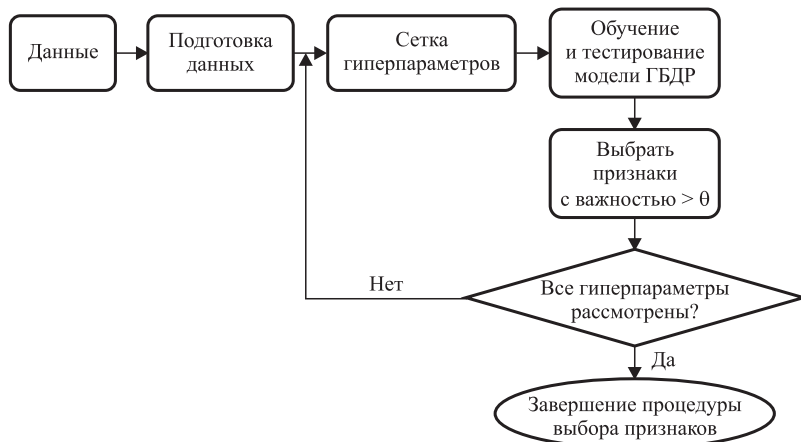 Данные
Подготовка
данных
Сетка
гиперпараметров
Обучение
и тестирование
модели ГБДР
Выбрать
признаки
с важностью > θ
Все гиперпараметры
рассмотрены?
Нет
Да
Завершение процедуры
выбора признаков